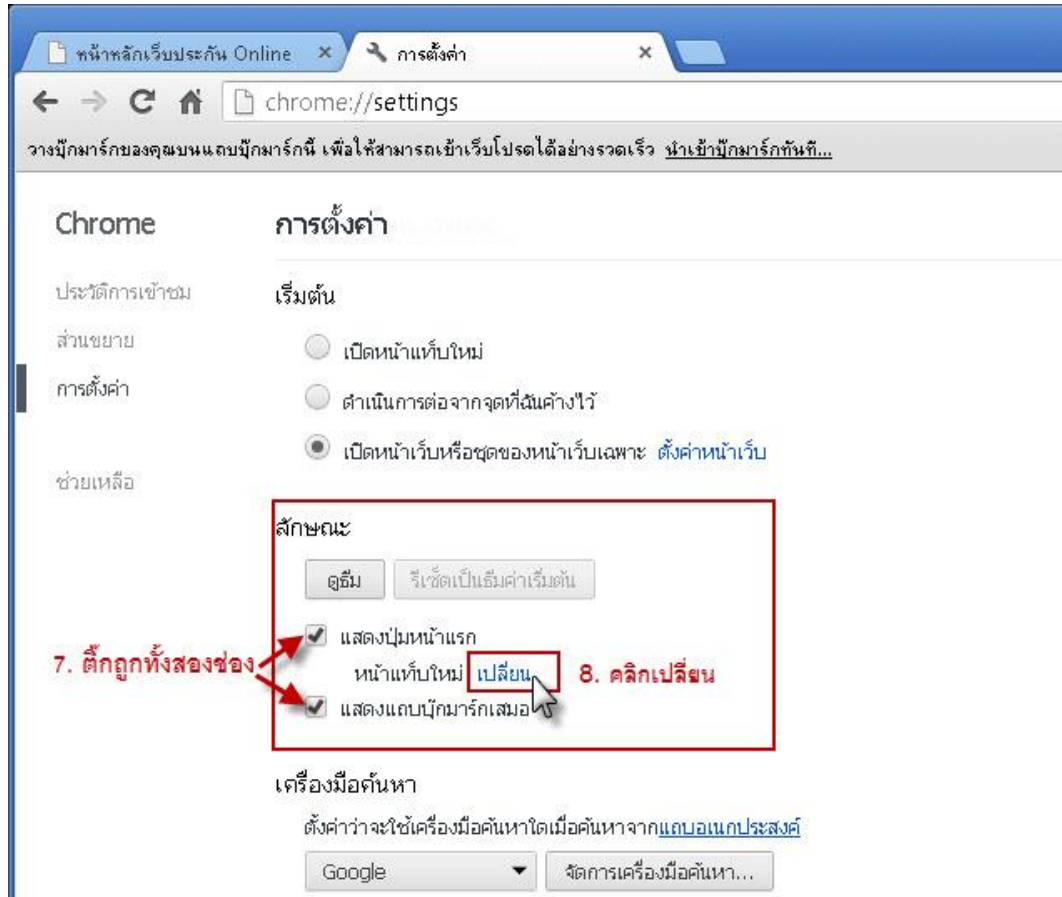 หน้าหลักเว็บประกัน Online
การตั้งค่า
chrome://settings
วางบุ๊กมาร์กของคุณบนแถบบุ๊กมาร์กนี้ เพื่อให้สามารถเข้าเว็บโปรดได้อย่างรวดเร็ว นำเข้าบุ๊กมาร์กทันที...
Chrome
การตั้งค่า
ประวัติการเข้าชม
ส่วนขยาย
การตั้งค่า
ช่วยเหลือ
เริ่มต้น
เปิดหน้าแท็บใหม่
ดำเนินการต่อจากจุดที่ฉันค้างไว้
เปิดหน้าเว็บหรือชุดของหน้าเว็บเฉพาะ ตั้งค่าหน้าเว็บ
ลักษณะ
ดูธีม รีเซ็ตเป็นธีมค่าเริ่มต้น
แสดงปุ่มหน้าแรก
7. ติ๊กถูกทั้งสองช่อง
หน้าแท็บใหม่ เปลี่ยน 8. คลิกเปลี่ยน
แสดงแถบบุ๊กมาร์กเสมอ
เครื่องมือค้นหา
ตั้งค่าว่าจะใช้เครื่องมือค้นหาใดเมื่อค้นหาจากแถบอเนกประสงค์
Google จัดการเครื่องมือค้นหา...